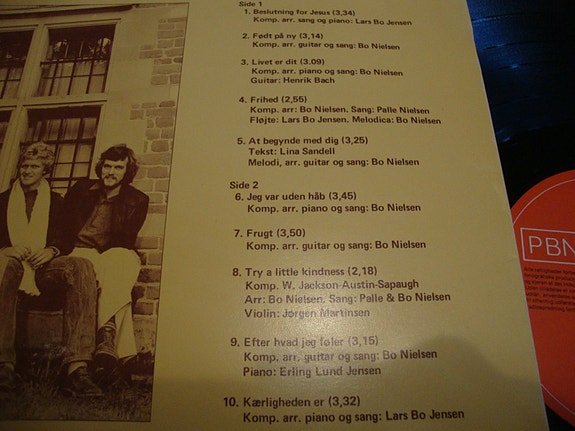 Side 1
1. Beslutning for Jesus (3,34)
Komp. arr. sang og piano: Lars Bo Jensen
2. Født på ny (3,14)
Komp. arr. guitar og sang: Bo Nielsen
3. Livet er dit (3,09)
Komp. arr. piano og sang: Bo Nielsen
Guitar: Henrik Bach
4. Frihed (2,55)
Komp. arr: Bo Nielsen. Sang: Palle Nielsen
Fløjte: Lars Bo Jensen. Melodica: Bo Nielsen.
5. At begynde med dig (3,25)
Tekst: Lina Sandell
Melodi, arr. guitar og sang: Bo Nielsen
Side 2
6. Jeg var uden håb (3,45)
Komp. arr. piano og sang: Bo Nielsen
7. Frugt (3,50)
Komp. arr. guitar og sang: Bo Nielsen
8. Try a little kindness (2,18)
Komp. W. Jackson-Austin-Sapaugh
Arr: Bo Nielsen. Sang: Palle & Bo Nielsen
Violin: Jørgen Martinsen
9. Efter hvad jeg føler (3,15)
Komp. arr. guitar og sang: Bo Nielsen
Piano: Erling Lund Jensen
10. Kærligheden er (3,32)
Komp. arr. piano og sang: Lars Bo Jensen
PBN